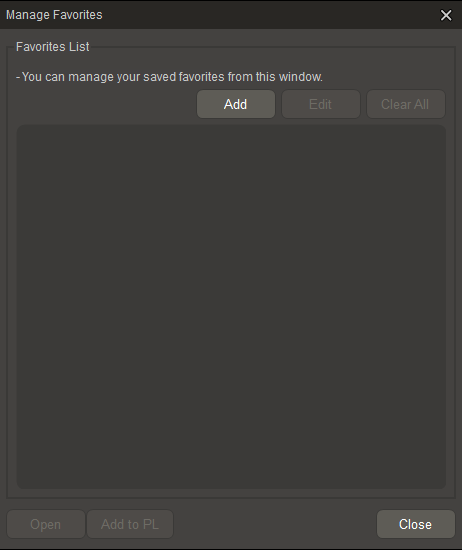 Manage Favorites
Favorites List
- You can manage your saved favorites from this window.
Add Edit Clear All
Open Add to PL Close